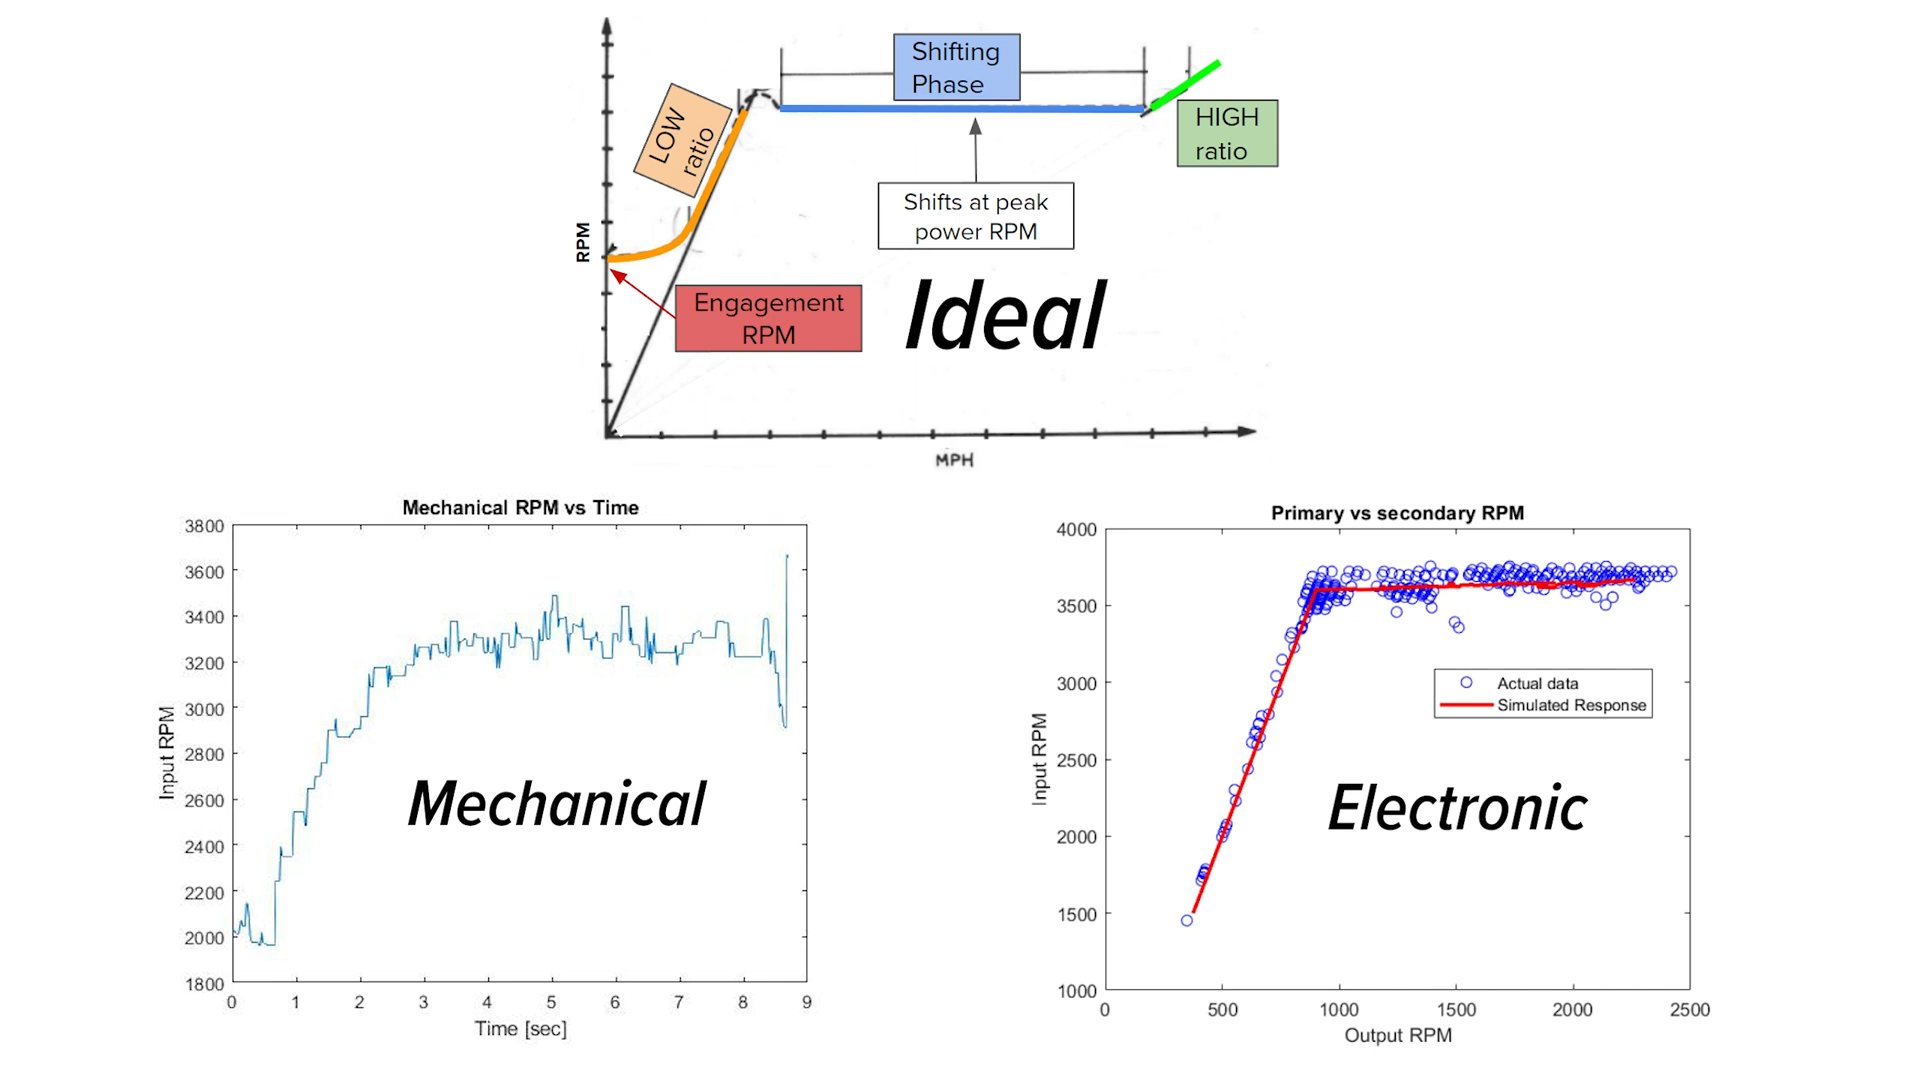 Shifting
Phase
LOW
ratio
HIGH
ratio
Shifts at peak
power RPM
RPM
Engagement
RPM
Ideal
MPH
Mechanical RPM vs Time
3800
3600
3400
3200
3000
2800
2600
2400
2200
2000
1800
Input RPM
Mechanical
0 1 2 3 4 5 6 7 8 9
Time [sec]
Primary vs secondary RPM
4000
3500
3000
2500
2000
1500
1000
Input RPM
Actual data
Simulated Response
Electronic
0 500 1000 1500 2000 2500
Output RPM